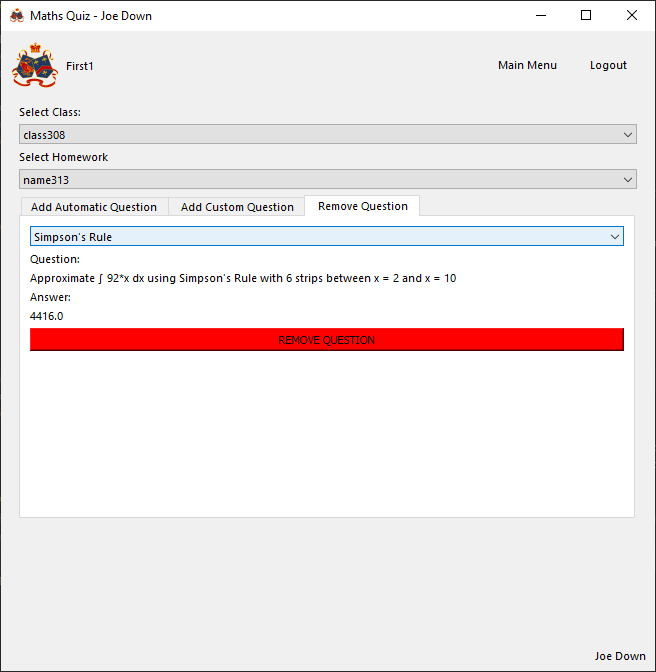 Maths Quiz - Joe Down
First1
Main Menu
Logout
Select Class:
class308
Select Homework
name313
Add Automatic Question
Add Custom Question
Remove Question
Simpson's Rule
Question:
Approximate ∫ 92*x dx using Simpson's Rule with 6 strips between x = 2 and x = 10
Answer:
4416.0
REMOVE QUESTION
Joe Down